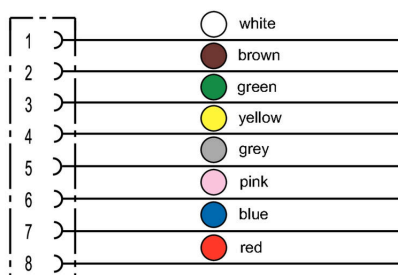 white
1
brown
2
green
3
yellow
4
grey
5
pink
6
blue
7
red
8